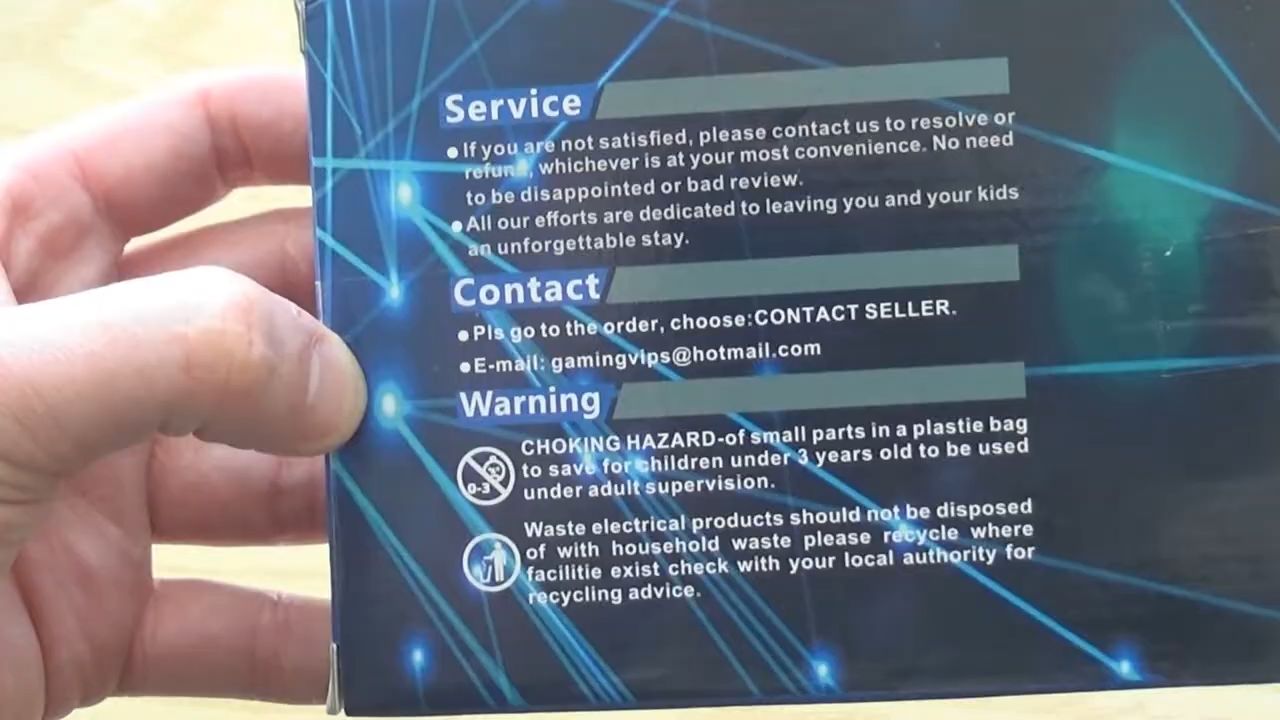 Service
●If you are not satisfied, please contact us to resolve or
refund, whichever is at your most convenience. No need
to be disappointed or bad review.
●All our efforts are dedicated to leaving you and your kids
an unforgettable stay.
Contact
●Pls go to the order, choose:CONTACT SELLER.
●E-mail: gamingvips@hotmail.com
Warning
CHOKING HAZARD-of small parts in a plastie bag
to save for children under 3 years old to be used
0-3
under adult supervision.
Waste electrical products should not be disposed
of with household waste please recycle where
facilitie exist check with your local authority for
recycling advice.